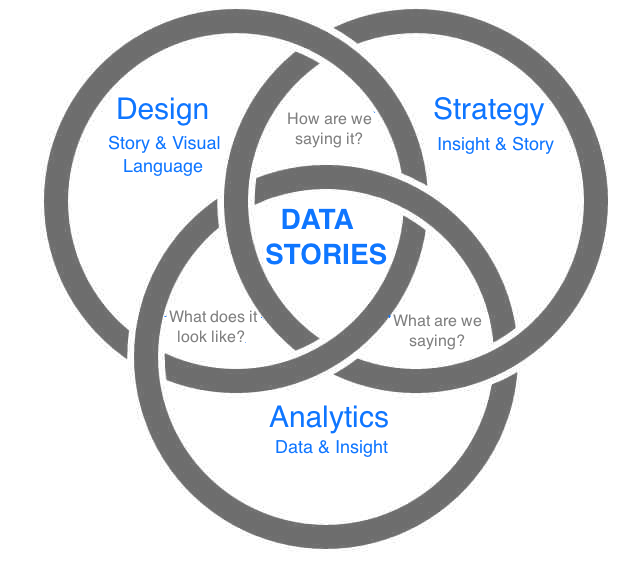 Design
Story & Visual
Language
Strategy
Insight & Story
How are we
saying it?
DATA
STORIES
What does it
look like?
What are we
saying?
Analytics
Data & Insight